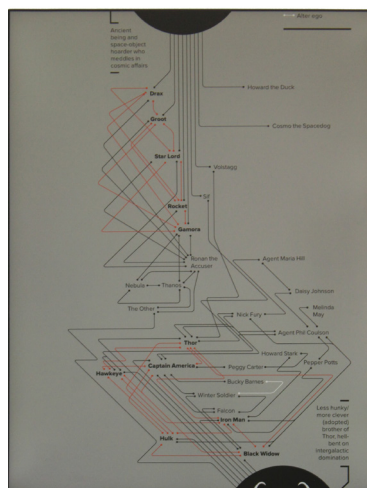 Alter ego
Ancient
being and
space-object
hoarder who
meddles in
cosmic affairs
Howard the Duck
Drax
Groot
Cosmo the Spacedog
Star Lord
Volstagg
Sif
Rocket
Gamora
Ronan the
Accuser
Agent Maria Hill
Nebula
Thanos
Daisy Johnson
The Other
Nick Fury
Melinda
May
Agent Phil Coulson
Thor
Howard Stark
Captain America
Peggy Carter
Pepper Potts
Hawkeye
Bucky Barnes
Winter Soldier
Falcon
Iron Man
Less hunky/
more clever
(adopted)
brother of
Thor, hell-
bent on
intergalactic
domination
Hulk
Black Widow